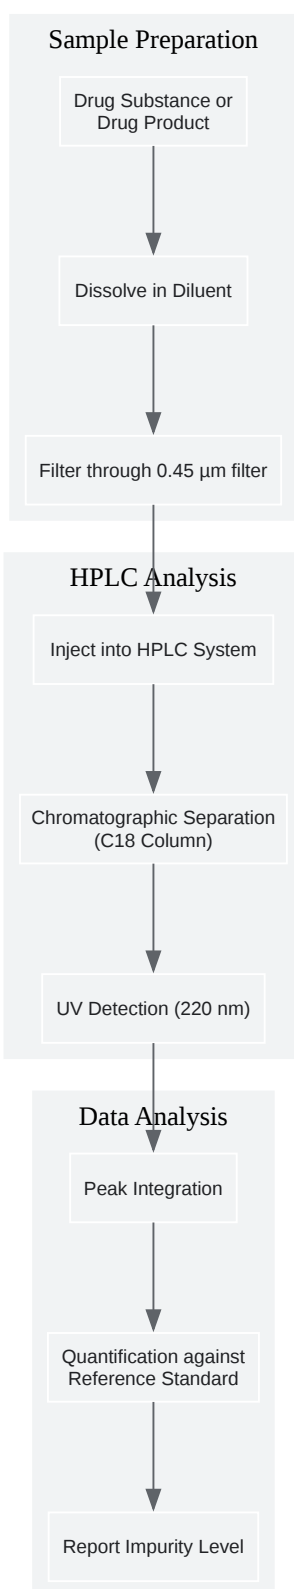 Sample Preparation
Drug Substance or
Drug Product
Dissolve in Diluent
Filter through 0.45 µm filter
HPLC Analysis
Inject into HPLC System
Chromatographic Separation
(C18 Column)
UV Detection (220 nm)
Data Analysis
Peak Integration
Quantification against
Reference Standard
Report Impurity Level